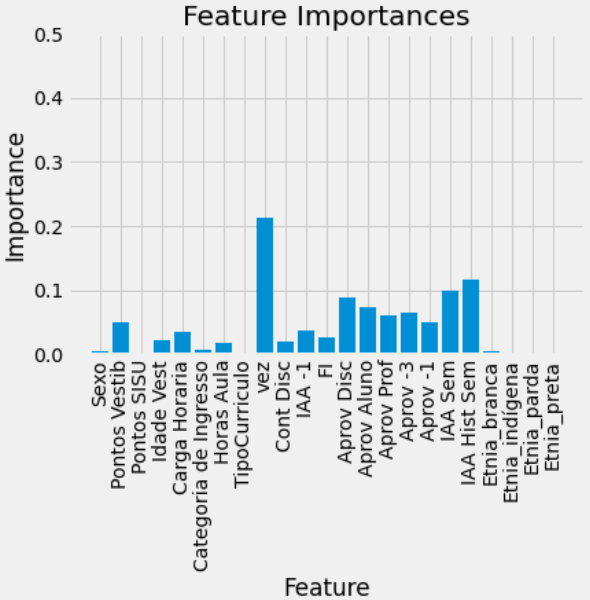 Feature Importances
0.5
0.4
0.3
0.2
0.1
0.0
Importance
Sexo
Pontos Vestib
Pontos SISU
Idade Vest
Carga Horaria
Categoria de Ingresso
Horas Aula
TipoCurriculo
vez
Cont Disc
IAA -1
FI
Aprov Disc
Aprov Aluno
Aprov Prof
Aprov -3
Aprov -1
IAA Sem
IAA Hist Sem
Etnia_branca
Etnia_indígena
Etnia_parda
Etnia_preta
Feature